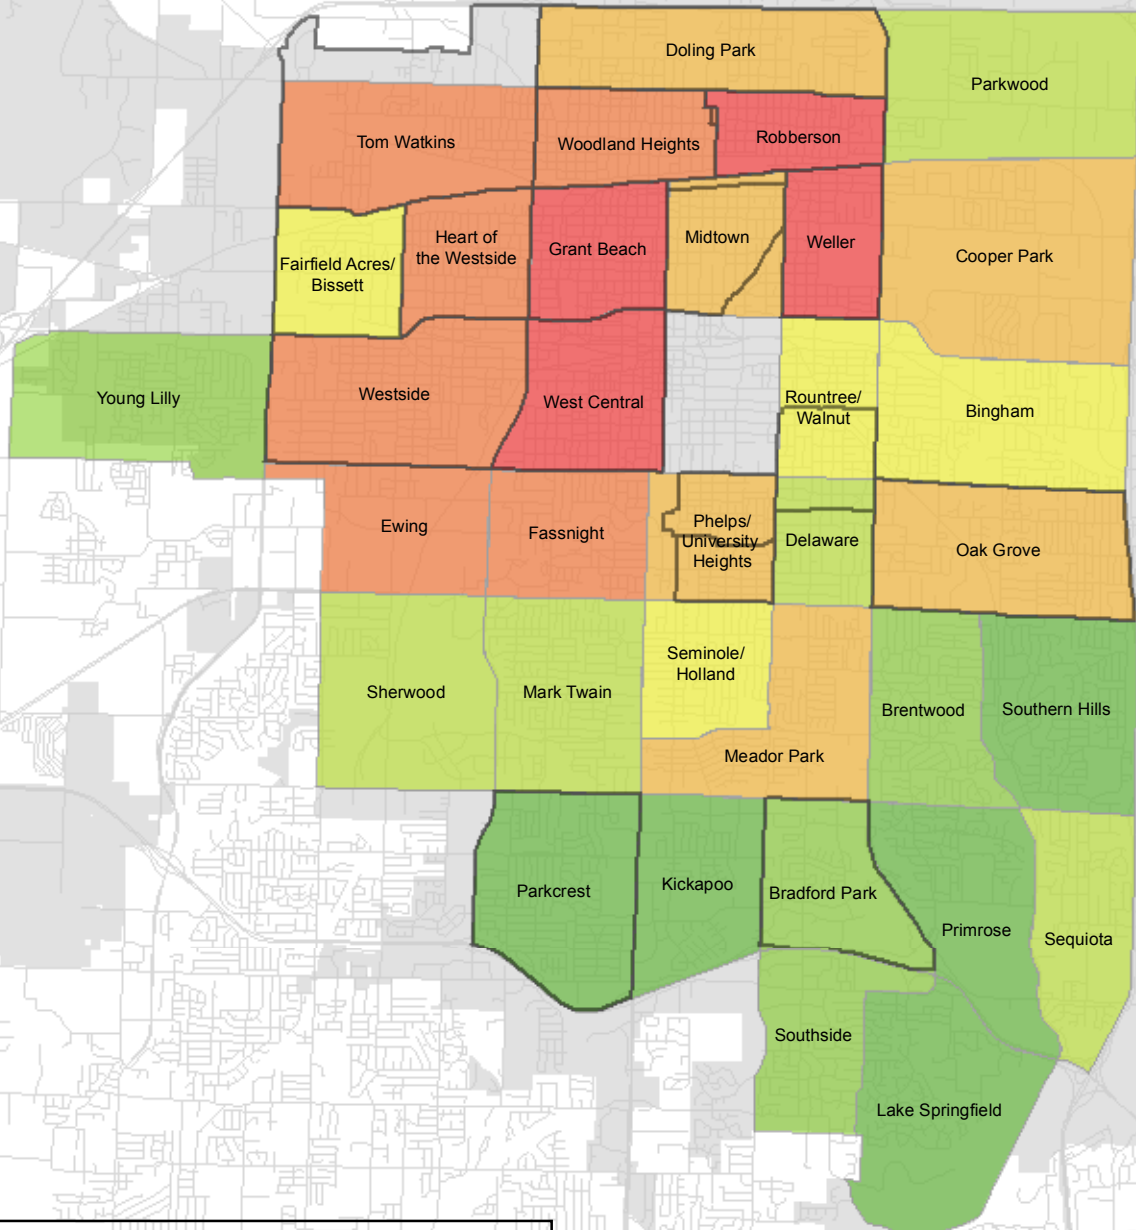 Doling Park
Parkwood
Tom Watkins
Woodland Heights
Robberson
Fairfield Acres/
Bissett
Heart of
the Westside
Grant Beach
Midtown
Weller
Cooper Park
Young Lilly
Westside
West Central
Rountree/
Walnut
Bingham
Ewing
Fassnight
Phelps/
University
Heights
Delaware
Oak Grove
Sherwood
Mark Twain
Seminole/
Holland
Brentwood
Southern Hills
Meador Park
Parkcrest
Kickapoo
Bradford Park
Primrose
Sequiota
Southside
Lake Springfield